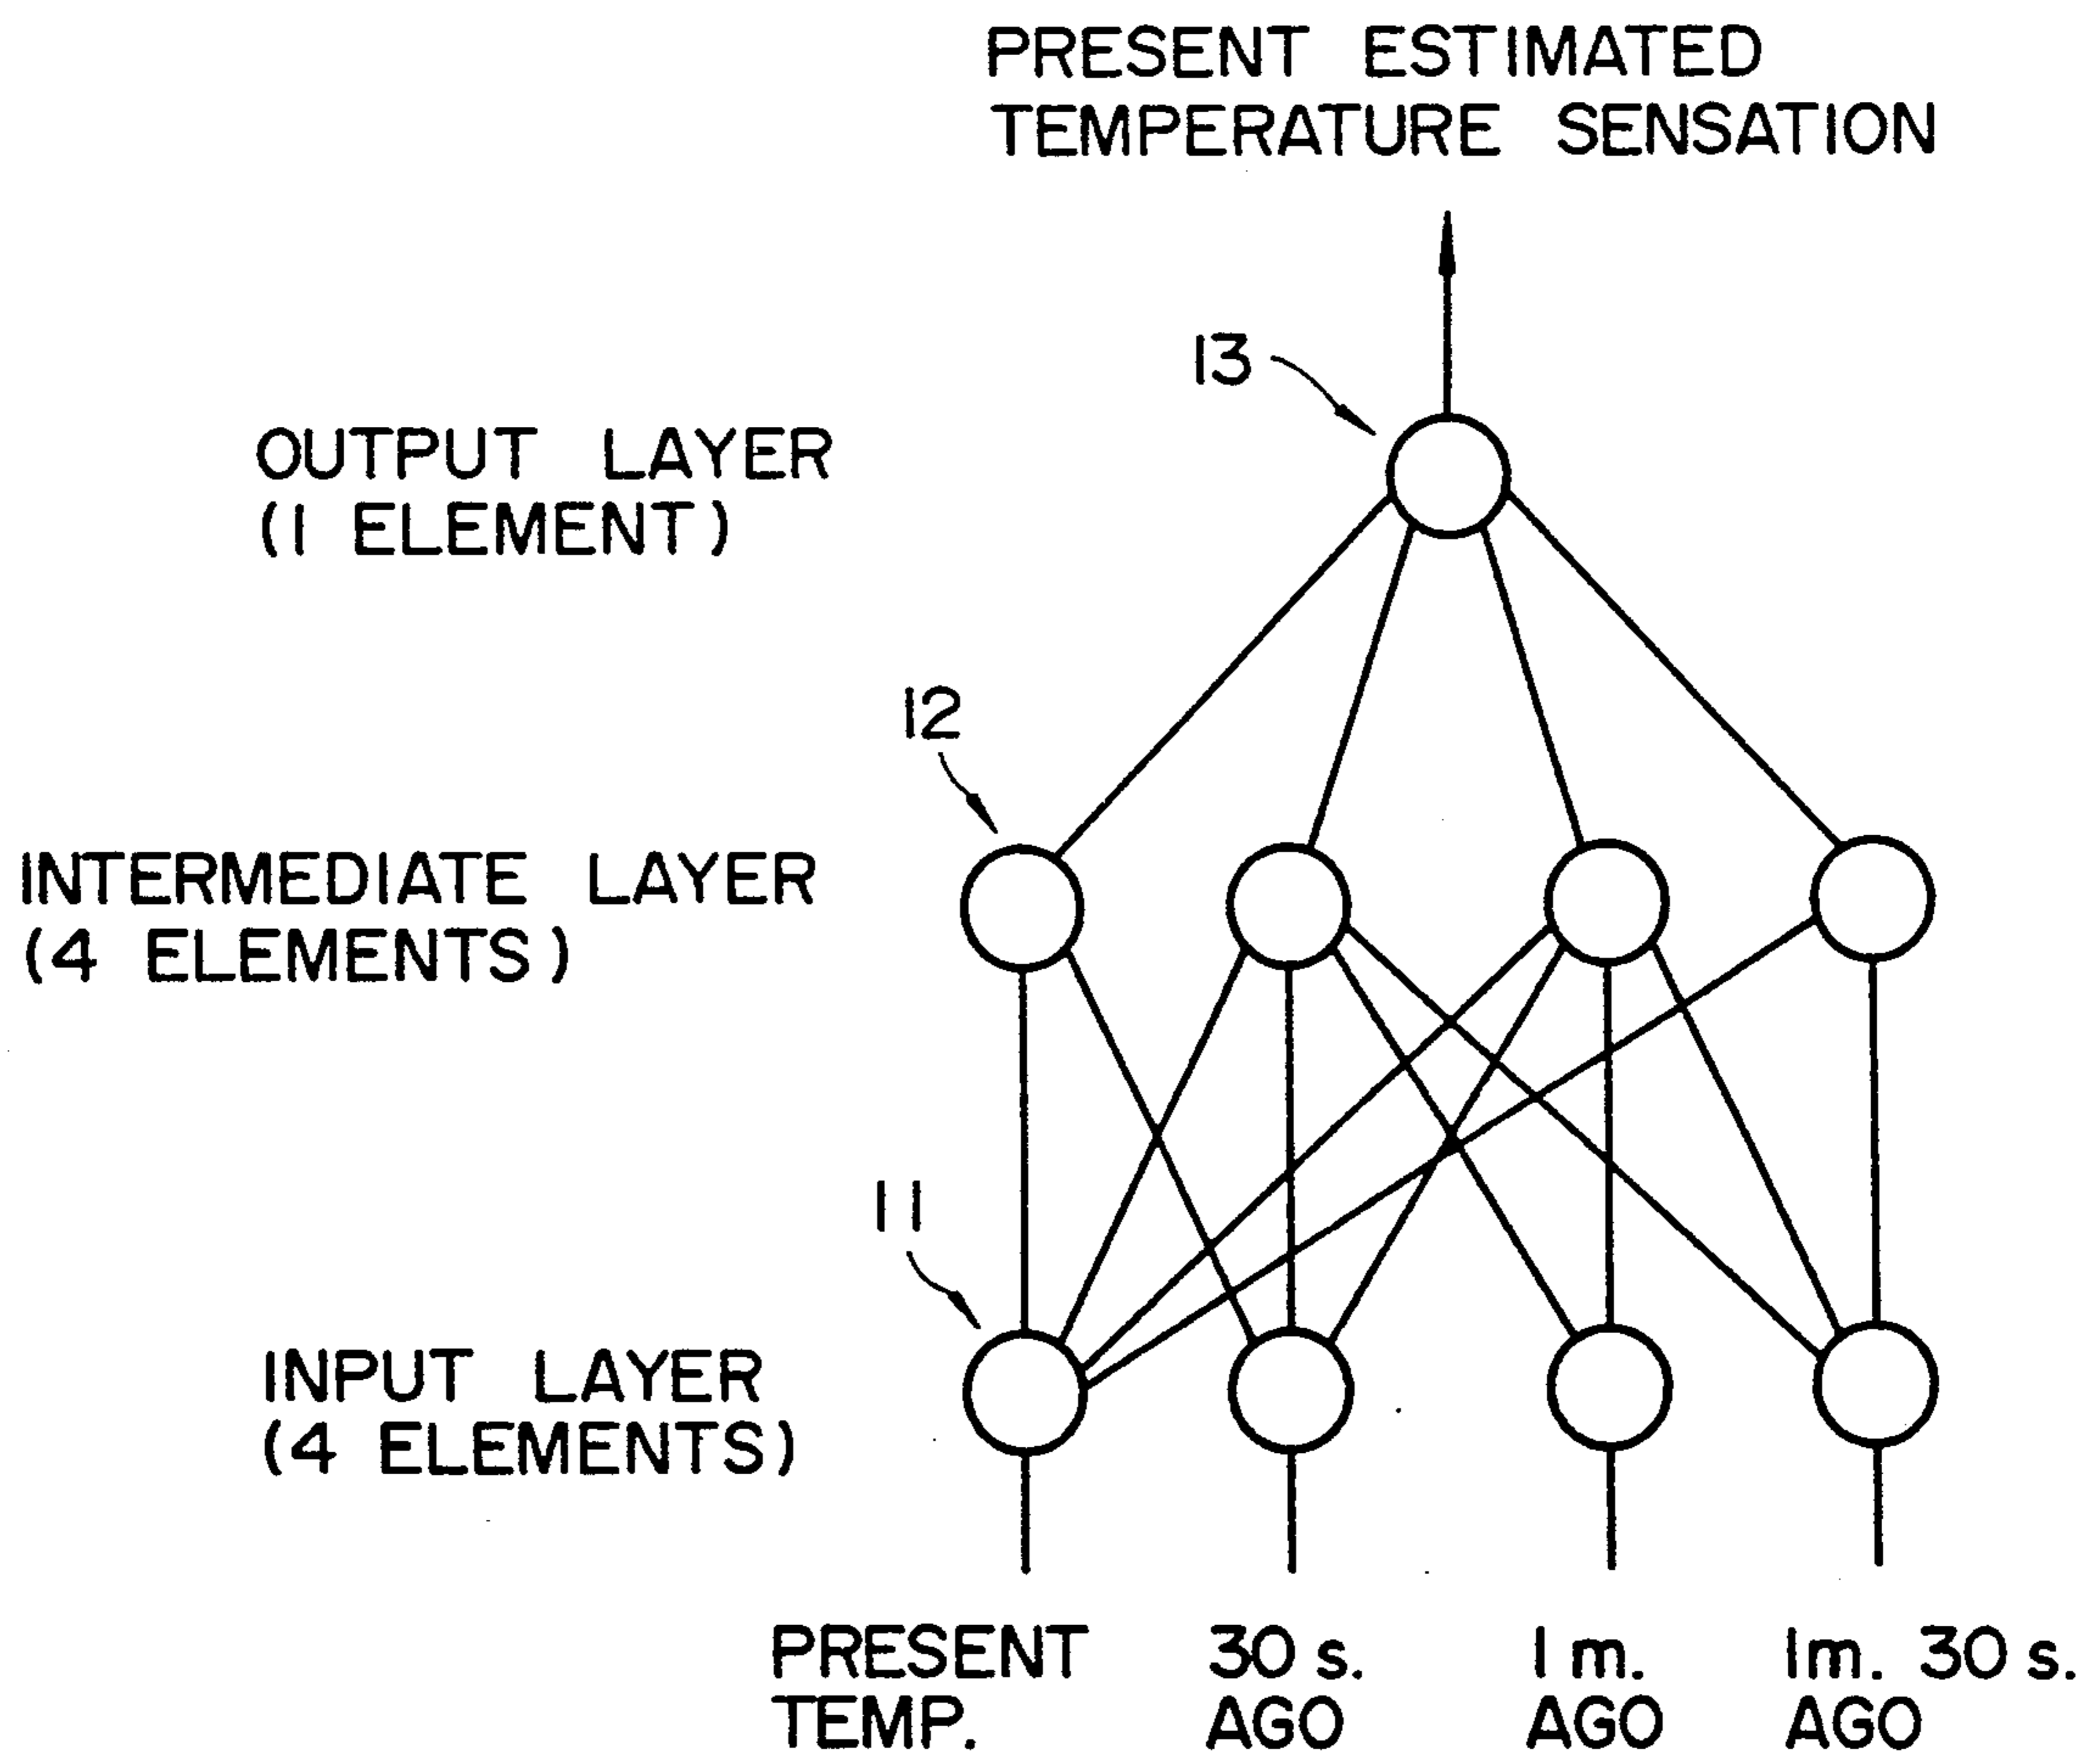 PRESENT ESTIMATED
TEMPERATURE SENSATION
13
OUTPUT LAYER
(1 ELEMENT)
12
INTERMEDIATE LAYER
(4 ELEMENTS)
11
INPUT LAYER
(4 ELEMENTS)
PRESENT TEMP.
30 s. AGO
1 m. AGO
1m. 30 s. AGO